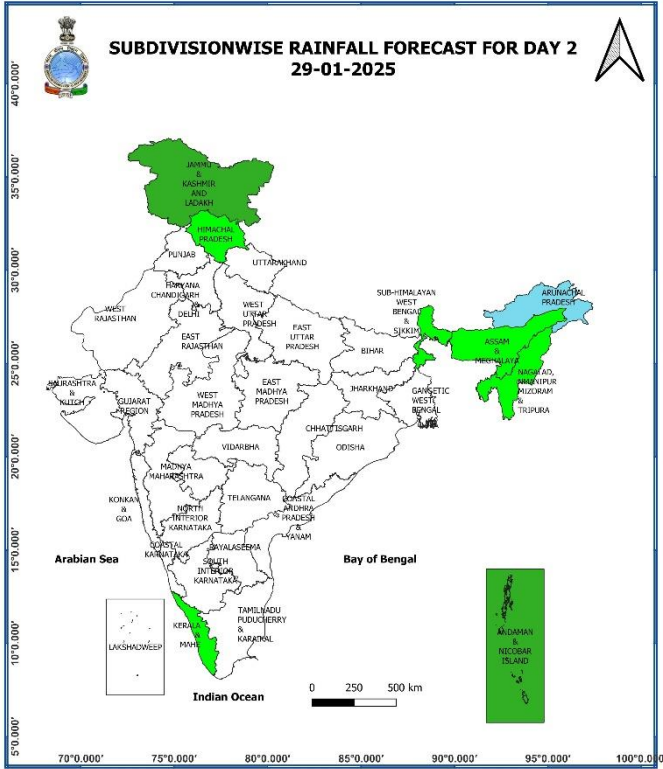 SUBDIVISIONWISE RAINFALL FORECAST FOR DAY 2
29-01-2025
40°0.000'
35°0.000'
30°0.000'
25°0.000'
20°0.000'
15°0.000'
10°0.000'
5°0.000'
JAMMU
&
KASHMIR
AND
LADAKH
HIMACHAL
PRADESH
PUNJAB
UTTARAKHAND
HARYANA
CHANDIGARH
DELHI
WEST
UTTAR
PRADESH
WEST
RAJASTHAN
EAST
RAJASTHAN
EAST
UTTAR
PRADESH
SUB-HIMALAYAN
WEST
BENGAL
&
SIKKIM
ARUNACHAL
PRADESH
ASSAM
&
MEGHALAYA
NAGALAD,
MANIPUR
MIZORAM
&
TRIPURA
BIHAR
SAURASHTRA
&
KUTCH
GUJARAT
REGION
WEST
MADHYA
PRADESH
EAST
MADHYA
PRADESH
JHARKHAND
GANGETIC
WEST
BENGAL
CHHATTISGARH
ODISHA
VIDARBHA
MADHYA
MAHARASHTRA
KONKAN
&
GOA
NORTH
INTERIOR
KARNATAKA
TELANGANA
COASTAL
ANDHRA
PRADESH
&
YANAM
COASTAL
KARNATAKA
RAYALASEEMA
SOUTH
INTERIOR
KARNATAKA
Arabian Sea
Bay of Bengal
LAKSHADWEEP
KERALA
&
MAHE
TAMILNADU
PUDUCHERRY
&
KARAIKAL
ANDAMAN
&
NICOBAR
ISLAND
Indian Ocean
0 250 500 km
70°0.000' 75°0.000' 80°0.000' 85°0.000' 90°0.000' 95°0.000' 100°0.00